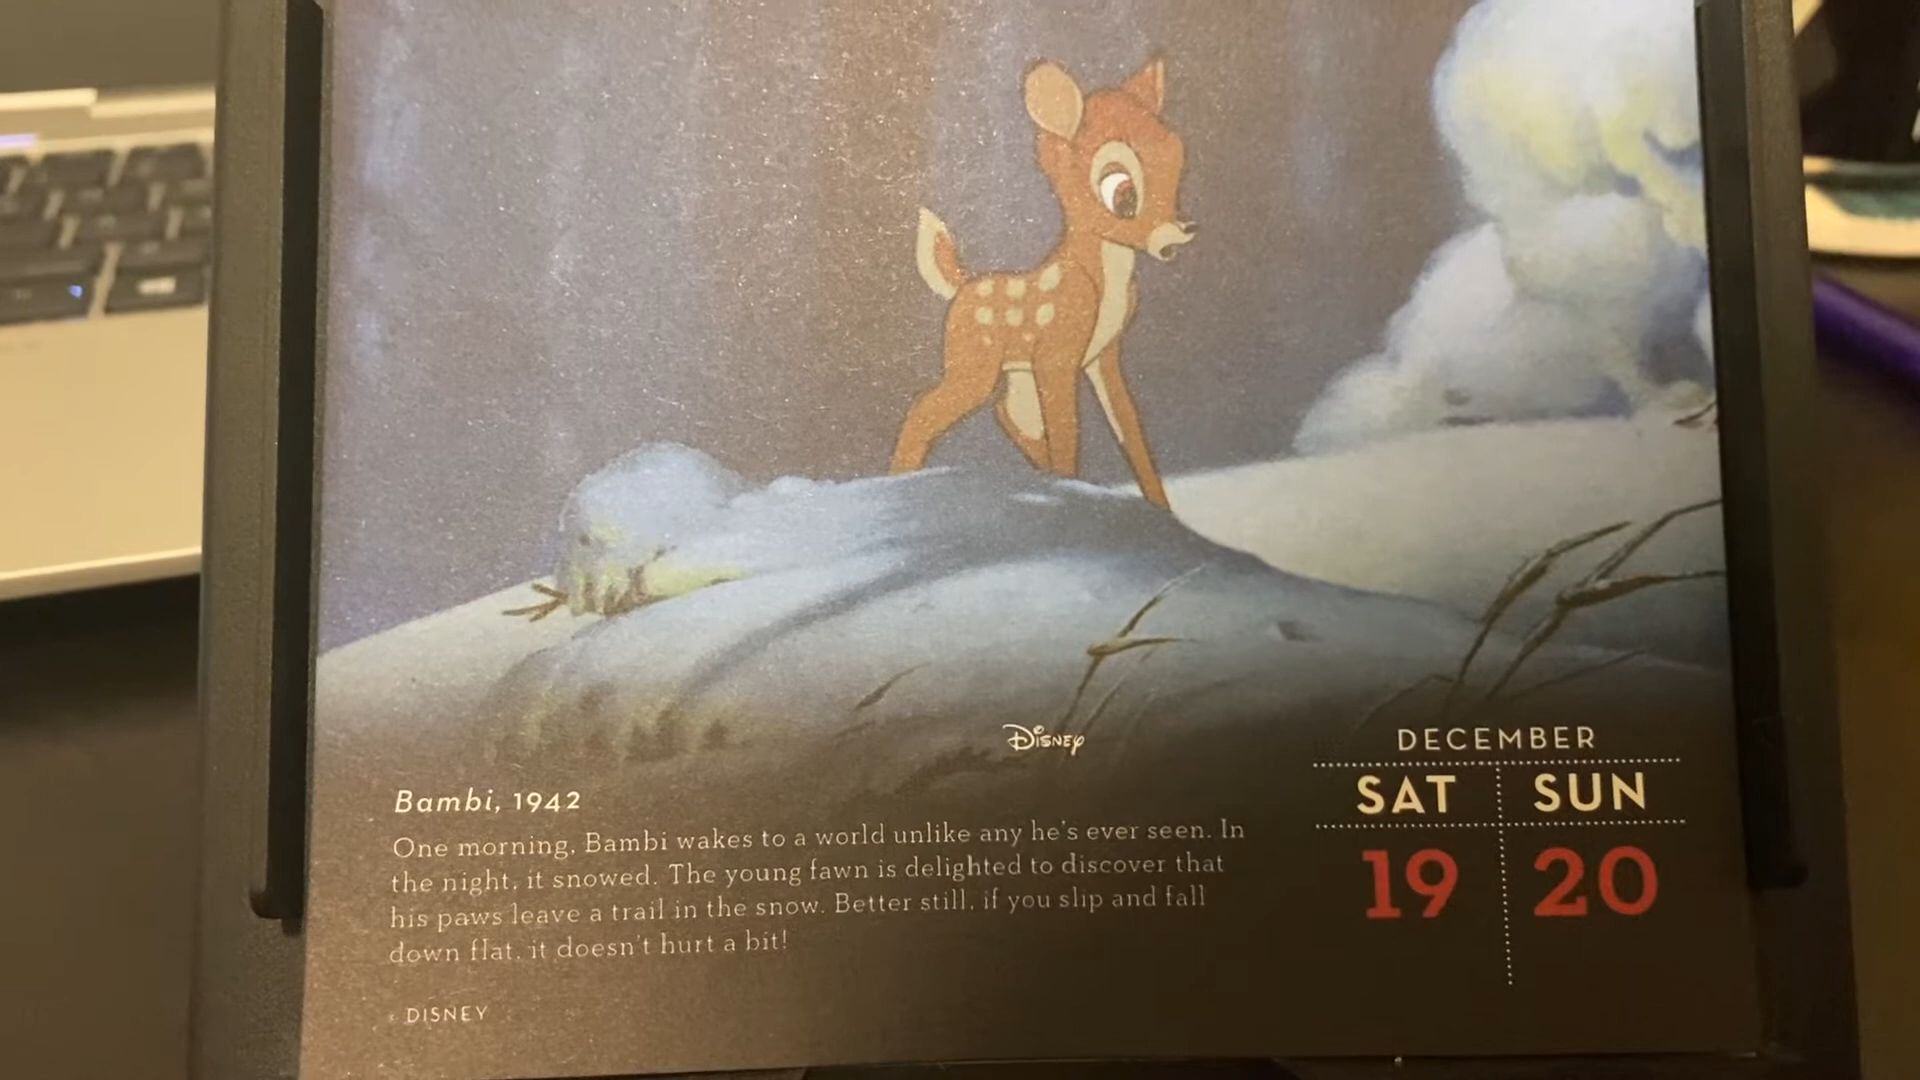 Disney
DECEMBER
SAT SUN
19 20
Bambi, 1942
One morning, Bambi wakes to a world unlike any he's ever seen. In
the night, it snowed. The young fawn is delighted to discover that
his paws leave a trail in the snow. Better still, if you slip and fall
down flat, it doesn't hurt a bit!
DISNEY